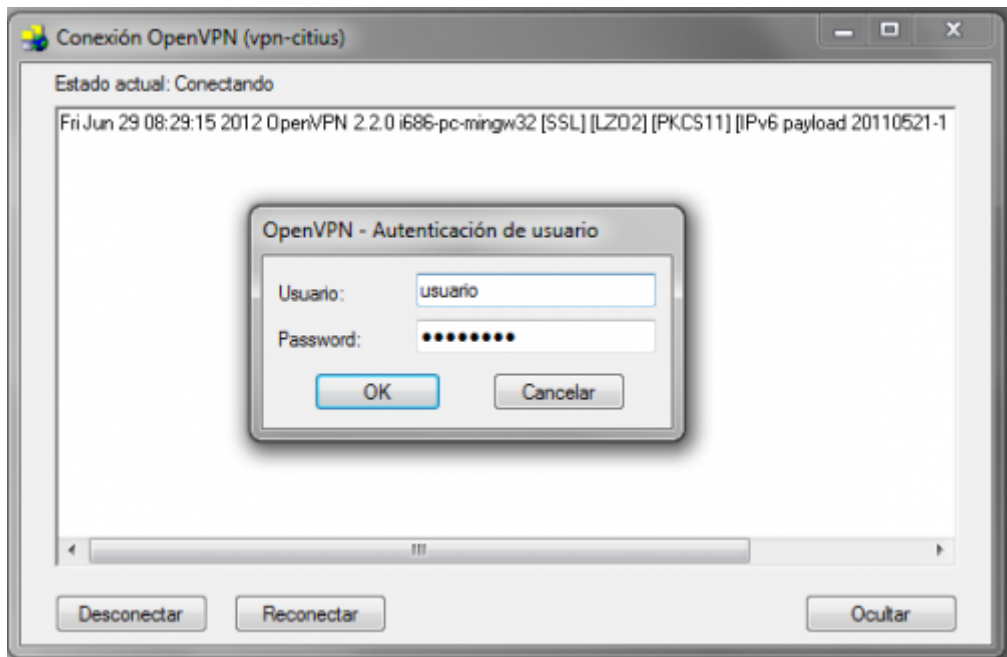 Conexión OpenVPN (vpn-citius)
Estado actual: Conectando
Fri Jun 29 08:29:15 2012 OpenVPN 2.2.0 i686-pc-mingw32 [SSL] [LZO2] [PKCS11] [IPv6 payload 20110521-1
OpenVPN - Autenticación de usuario
Usuario: usuario
Password: ●●●●●●●●
OK Cancelar
Desconectar Reconectar Ocultar